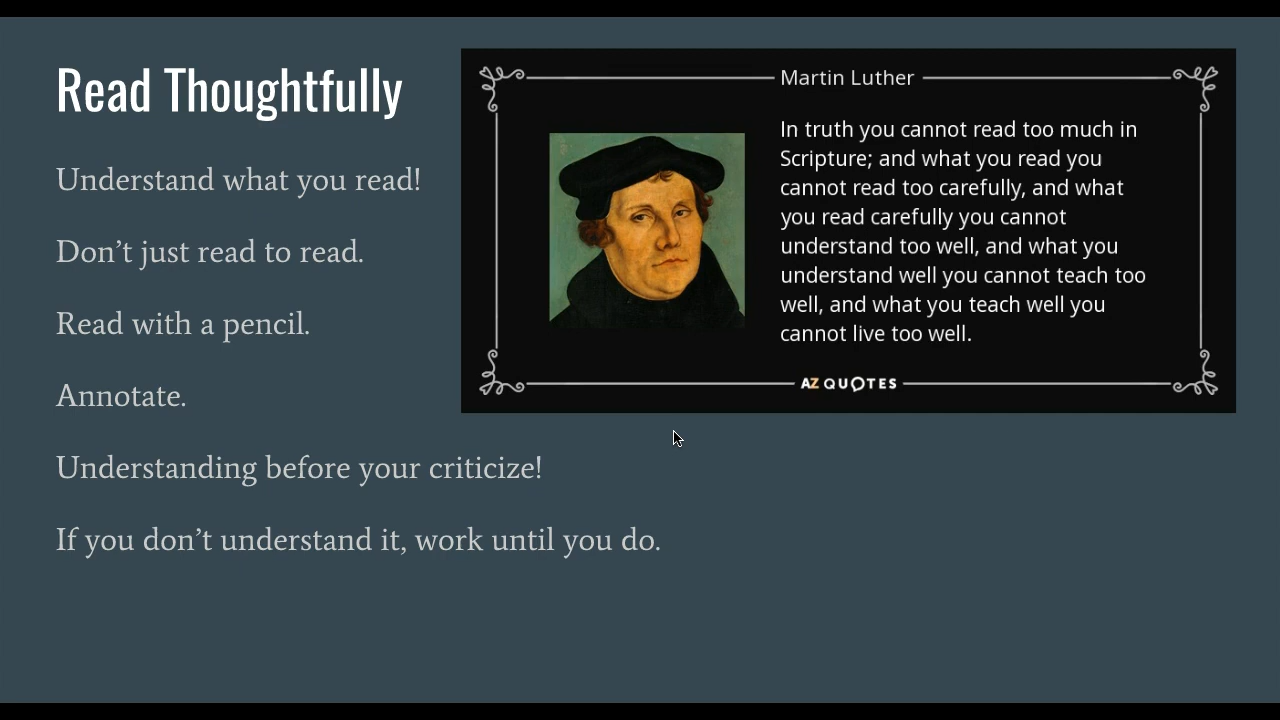 Read Thoughtfully
Understand what you read!
Don’t just read to read.
Read with a pencil.
Annotate.
Understanding before your criticize!
If you don’t understand it, work until you do.
Martin Luther
In truth you cannot read too much in
Scripture; and what you read you
cannot read too carefully, and what
you read carefully you cannot
understand too well, and what you
understand well you cannot teach too
well, and what you teach well you
cannot live too well.
AZ QUOTES